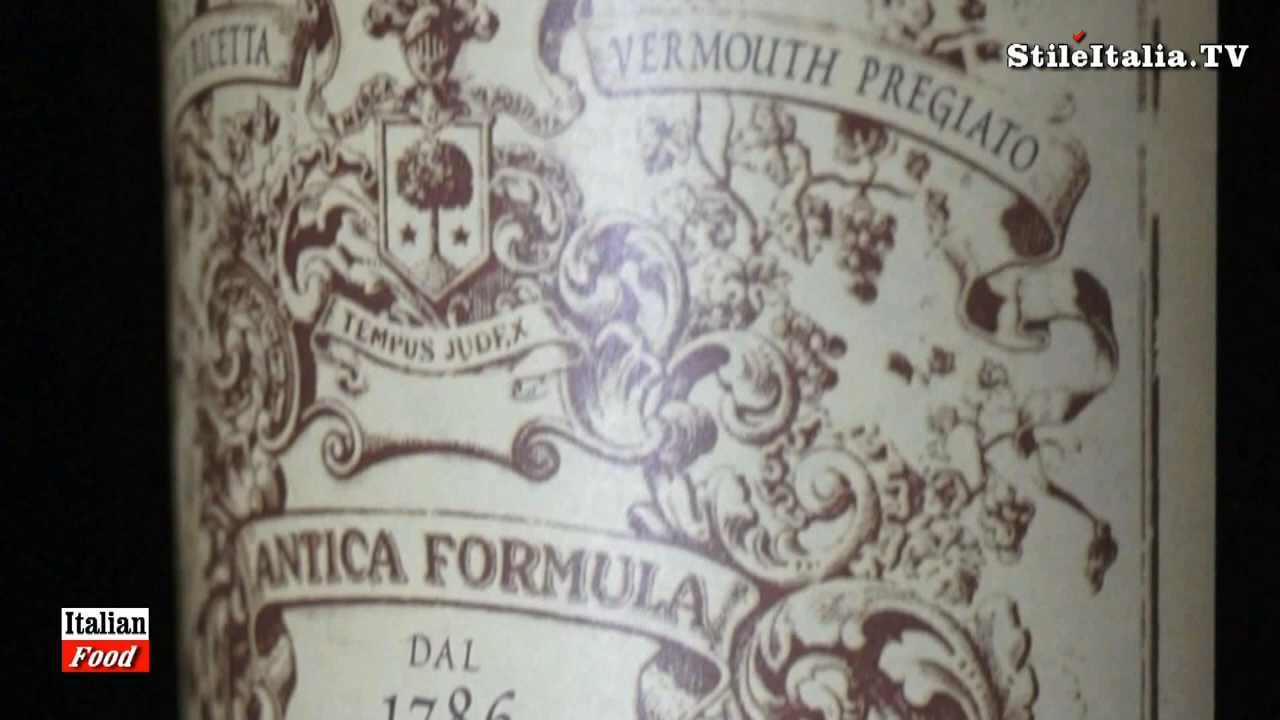 RICETTA
VERMOUTH PREGIATO
StileItalia.TV
TEMPUS JUDEX
ANTICA FORMULA
DAL
1786
Italian
Food